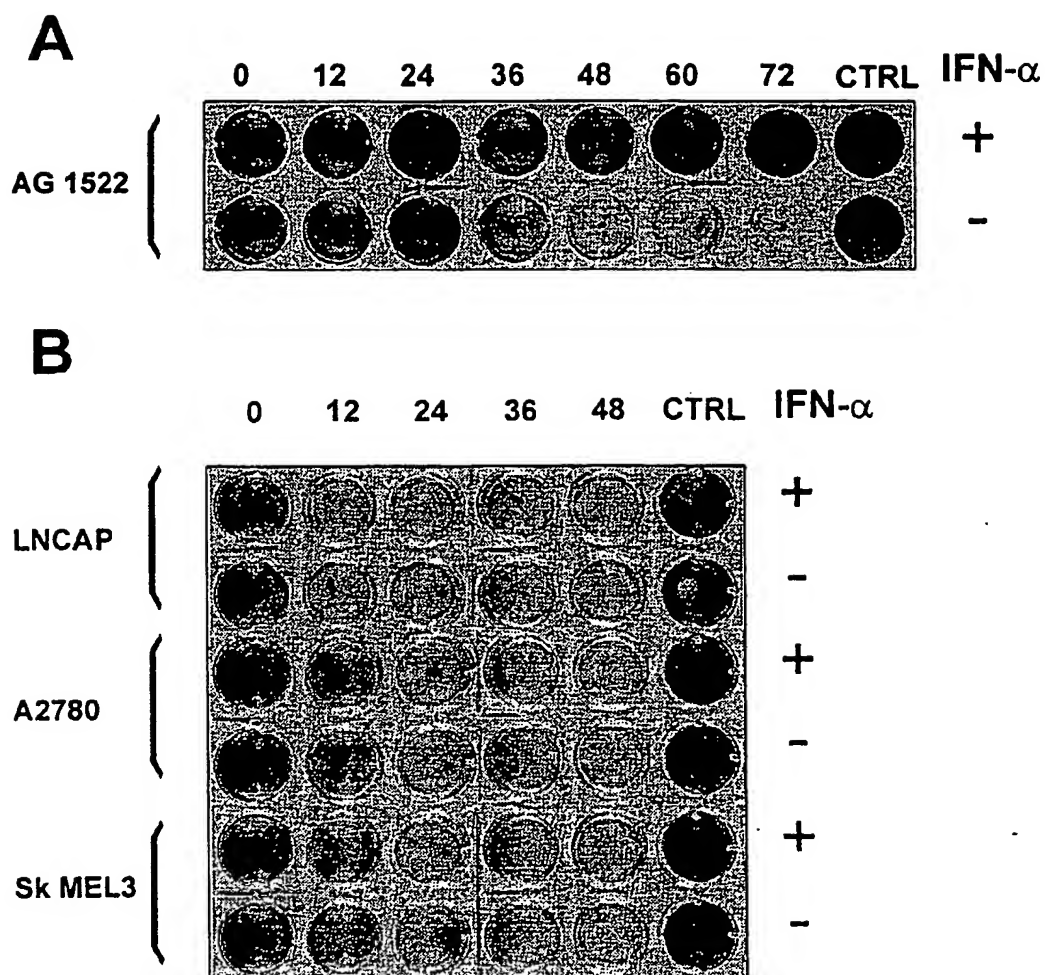 A
0 12 24 36 48 60 72 CTRL IFN-α
AG 1522
+
-
B
0 12 24 36 48 CTRL IFN-α
LNCAP
+
-
A2780
+
-
Sk MEL3
+
-